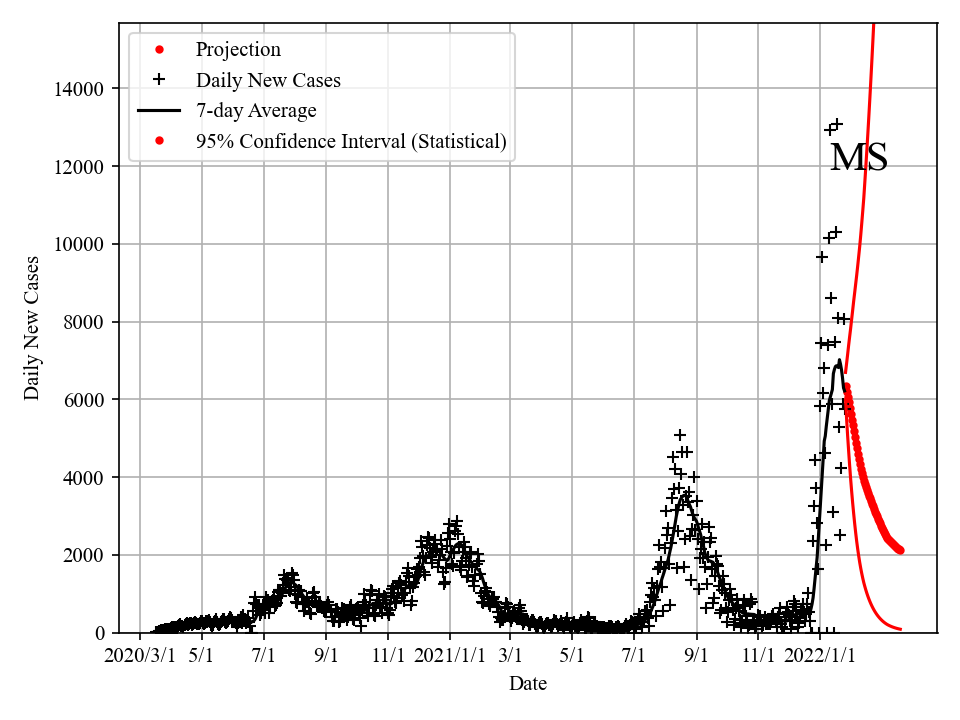 Projection
Daily New Cases
7-day Average
95% Confidence Interval (Statistical)
MS
14000
12000
10000
8000
6000
4000
2000
0
Daily New Cases
2020/3/1 5/1 7/1 9/1 11/1 2021/1/1 3/1 5/1 7/1 9/1 11/1 2022/1/1
Date